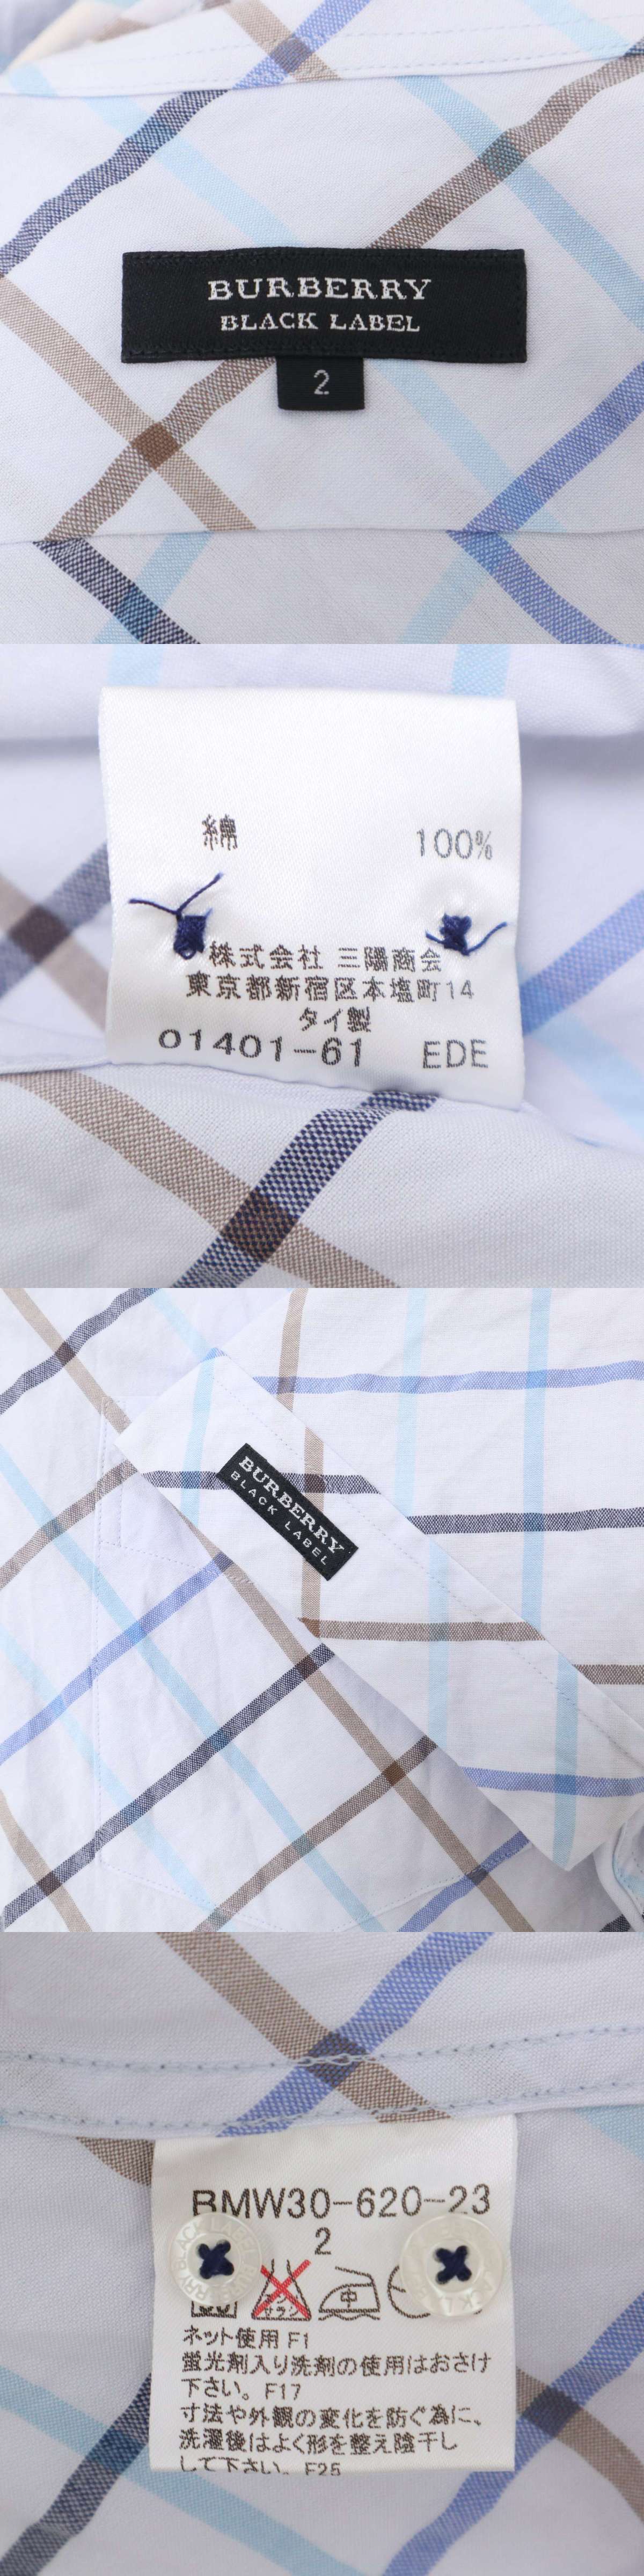 BURBERRY
BLACK LABEL
2
綿 100%
株式会社 三陽商会
東京都新宿区本塩町14
タイ製
01401-61 EDE
BURBERRY
BLACK LABEL
BMW30-620-23
2
中
ネット使用 F1
蛍光剤入り洗剤の使用はおさけ
下さい。F17
寸法や外観の変化を防ぐ為に、
洗濯後はよく形を整え陰干し
して下さい。F25